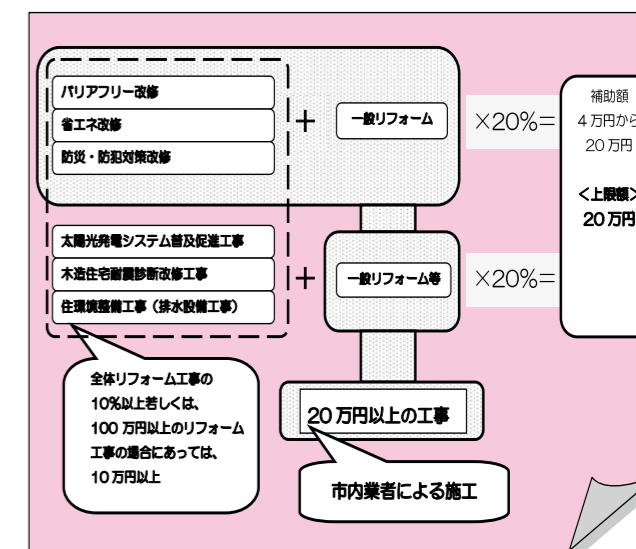 バリアフリー改修
省エネ改修
防災・防犯対策改修
+
一般リフォーム
×20%=
補助額
4万円から
20万円
<上限額>
20万円
太陽光発電システム普及促進工事
木造住宅耐震診断改修工事
住環境整備工事（排水設備工事）
+
一般リフォーム等
×20%=
全体リフォーム工事の
10%以上若しくは、
100万円以上のリフォーム
工事の場合にあっては、
10万円以上
20万円以上の工事
市内業者による施工